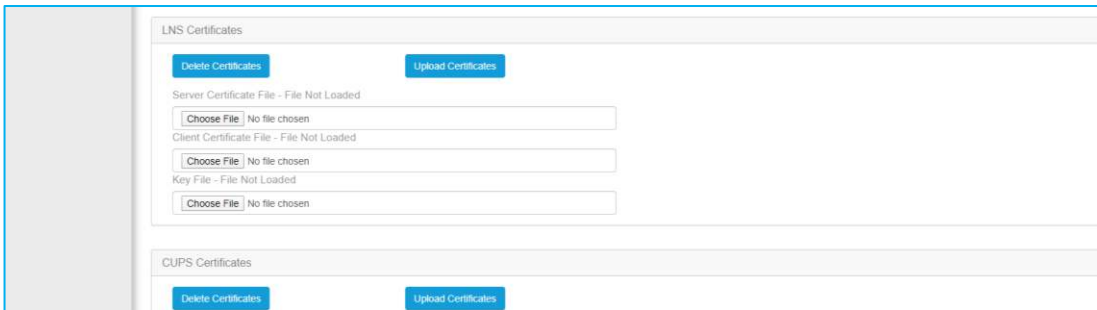 LNS Certificates
Delete Certificates Upload Certificates
Server Certificate File - File Not Loaded
Choose File No file chosen
Client Certificate File - File Not Loaded
Choose File No file chosen
Key File - File Not Loaded
Choose File No file chosen
CUPS Certificates
Delete Certificates Upload Certificates